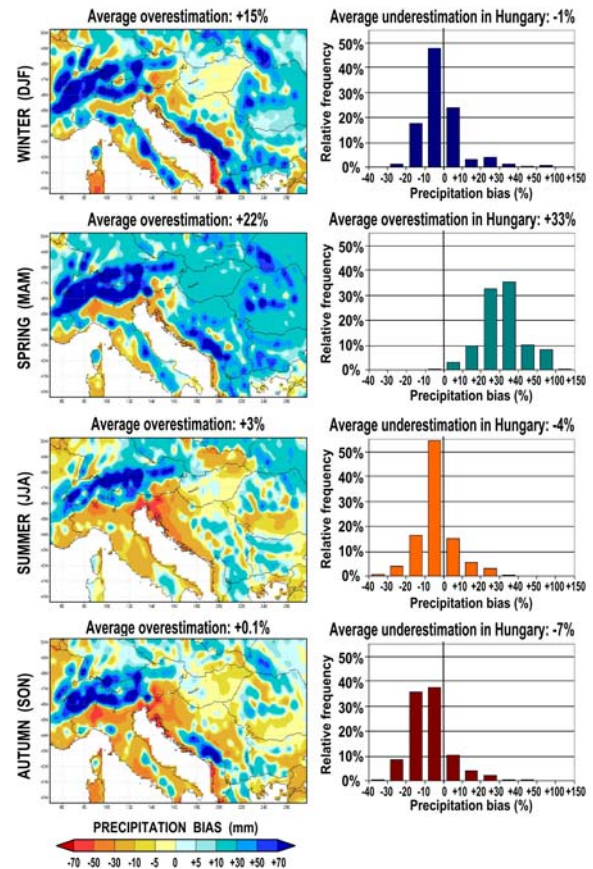 Average overestimation: +15%
WINTER (DJF)
Average underestimation in Hungary: -1%
Relative frequency
50%
40%
30%
20%
10%
0%
-40 -30 -20 -10 0 +10 +20 +30 +40 +50 +100 +150
Precipitation bias (%)
Average overestimation: +22%
SPRING (MAM)
Average overestimation in Hungary: +33%
Relative frequency
50%
40%
30%
20%
10%
0%
-40 -30 -20 -10 0 +10 +20 +30 +40 +50 +100 +150
Precipitation bias (%)
Average overestimation: +3%
SUMMER (JJA)
Average underestimation in Hungary: -4%
Relative frequency
50%
40%
30%
20%
10%
0%
-40 -30 -20 -10 0 +10 +20 +30 +40 +50 +100 +150
Precipitation bias (%)
Average overestimation: +0.1%
AUTUMN (SON)
Average underestimation in Hungary: -7%
Relative frequency
50%
40%
30%
20%
10%
0%
-40 -30 -20 -10 0 +10 +20 +30 +40 +50 +100 +150
Precipitation bias (%)
PRECIPITATION BIAS (mm)
-70 -50 -30 -10 -5 0 +5 +10 +30 +50 +70